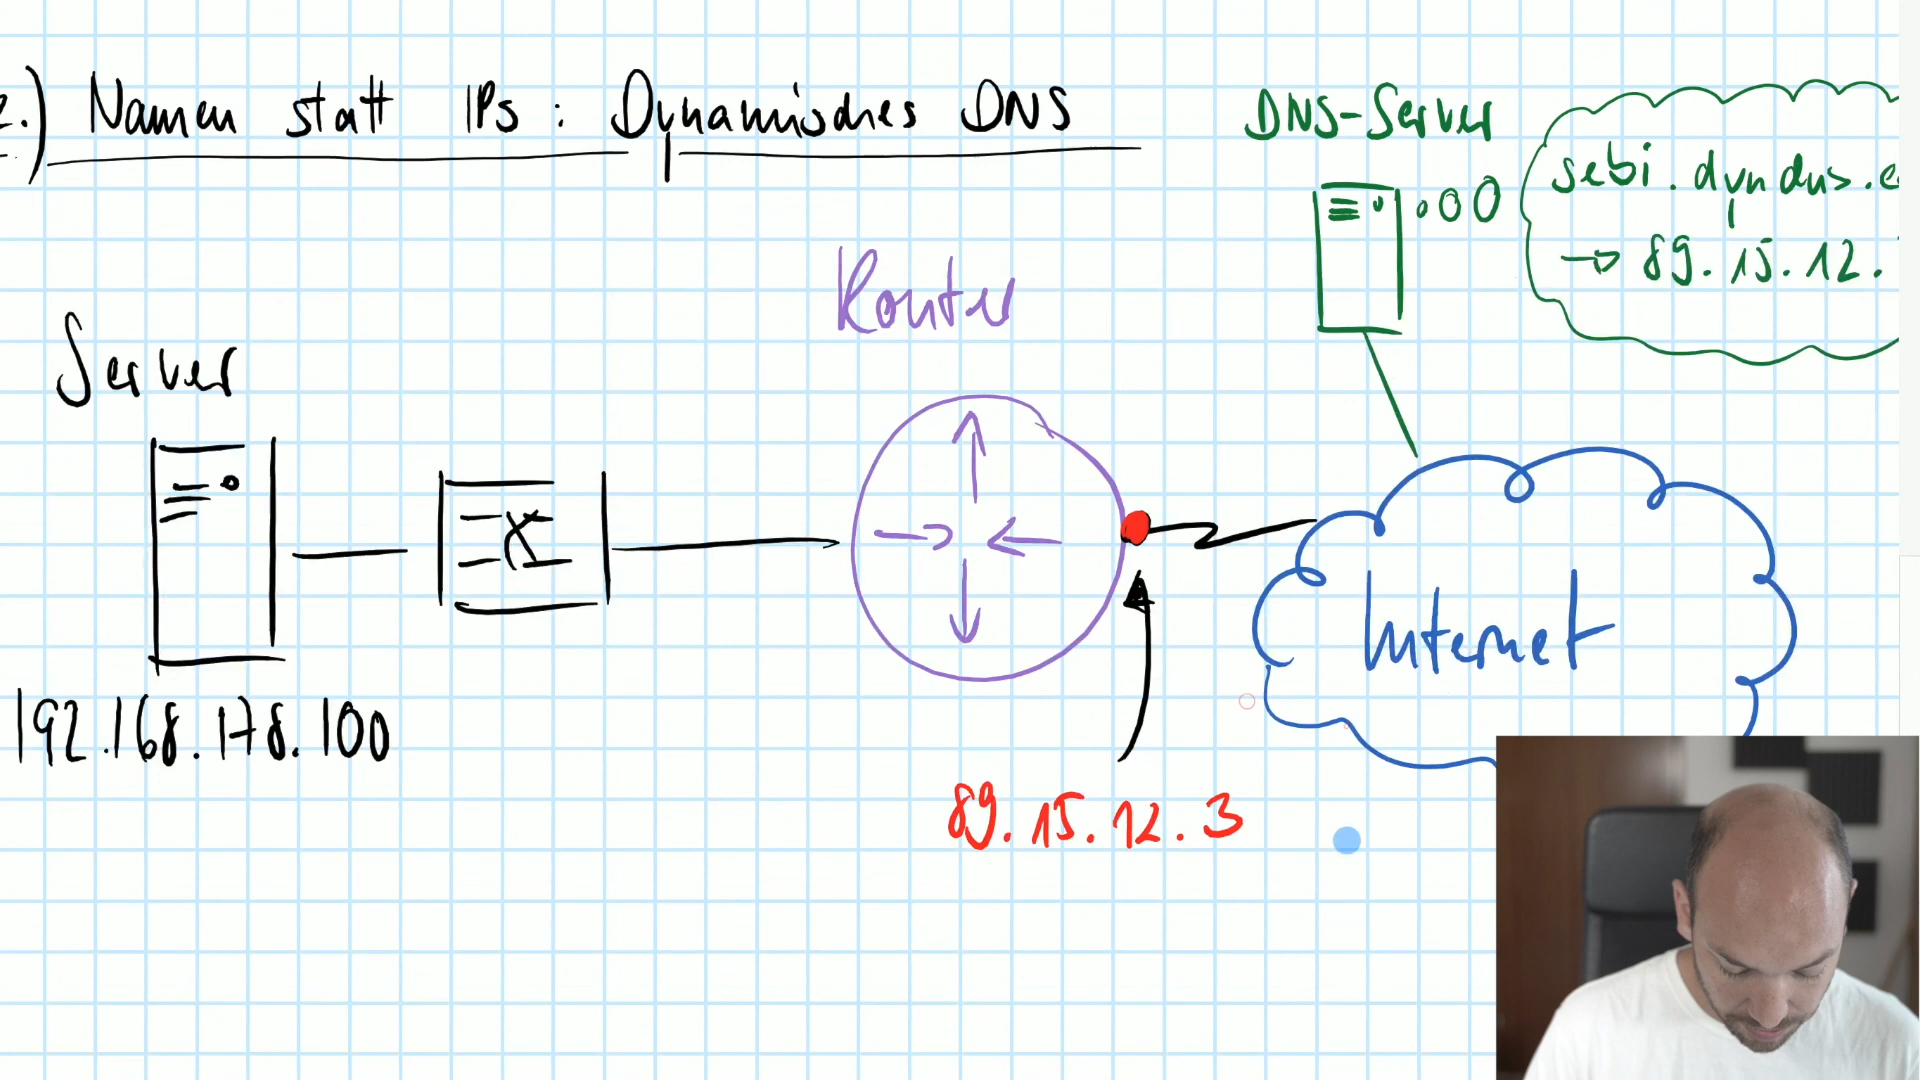 2.) Namen statt IPs: Dynamisches DNS
DNS-Server
sebi.dyndns.
→ 89.15.12.
Router
Server
Internet
192.168.178.100
89.15.12.3